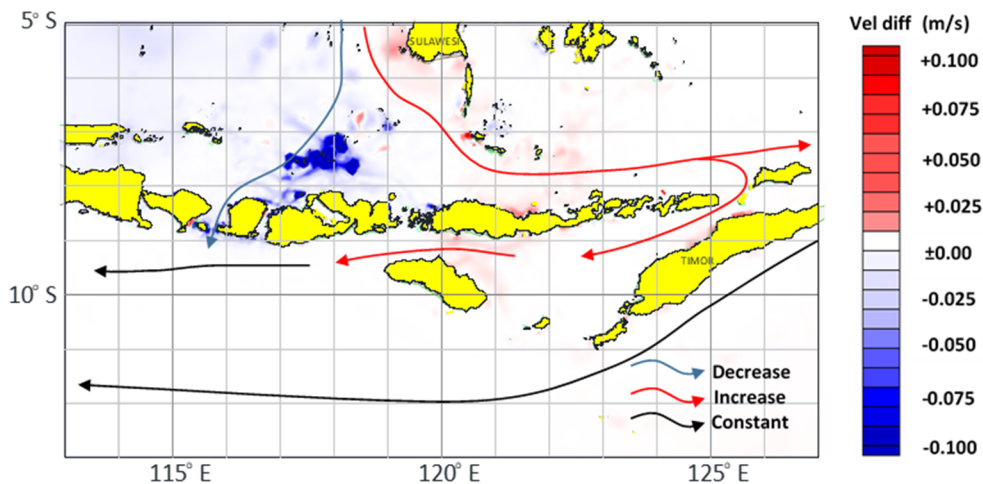 5° S
SULAWESI
TIMOR
10° S
115° E
120° E
125° E
Decrease
Increase
Constant
Vel diff (m/s)
+0.100
+0.075
+0.050
+0.025
±0.00
-0.025
-0.050
-0.075
-0.100